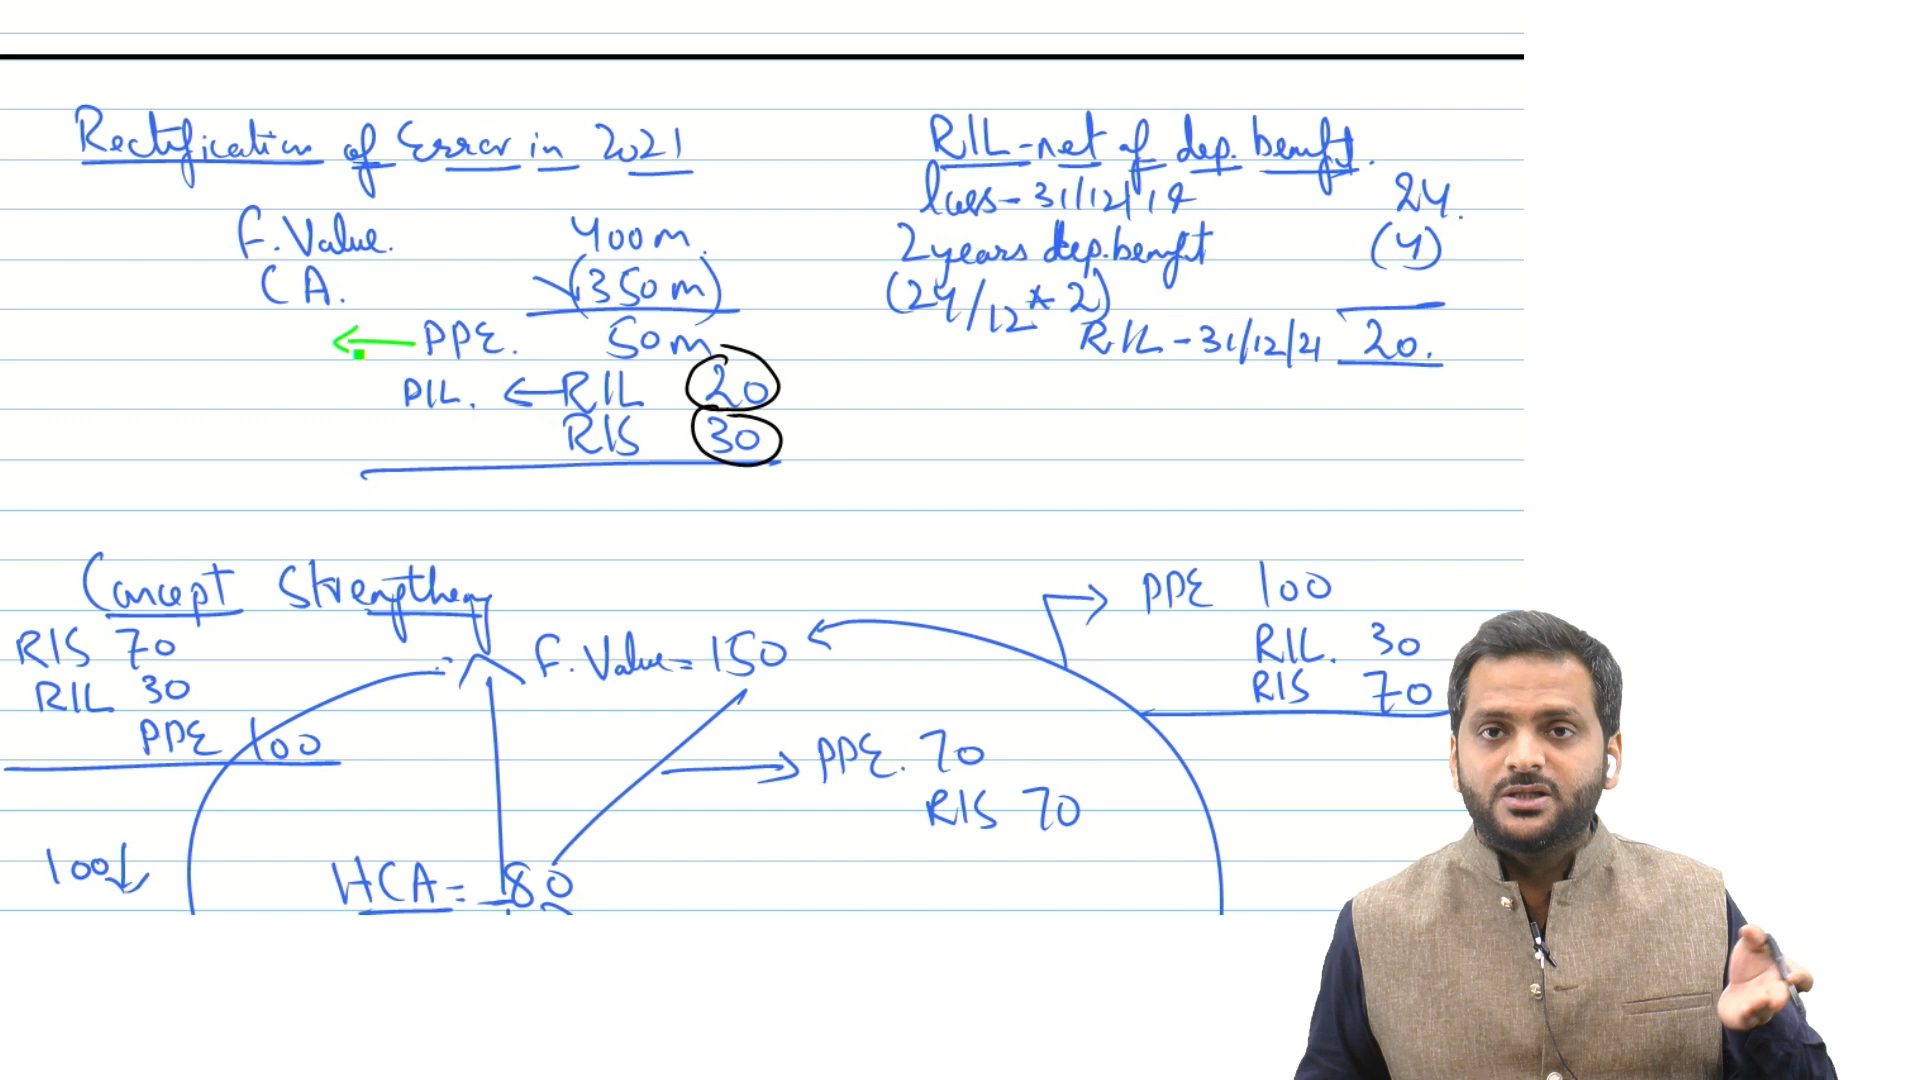 Rectification of Error in 2021
F. Value. 400m.
CA. (350m)
PPE. 50m
P/L. ← RIL 20
RIS 30
RIL-net of dep. benefit.
loss - 31/12/19 24.
2 years dep. benefit (4)
(24/12 * 2)
RIL - 31/12/21 20.
Concept Strengthen
RIS 70
RIL 30
PPE 100
100↓
F. Value = 150
HCA = 80
PPE. 70
RIS 70
PPE 100
RIL. 30
RIS 70